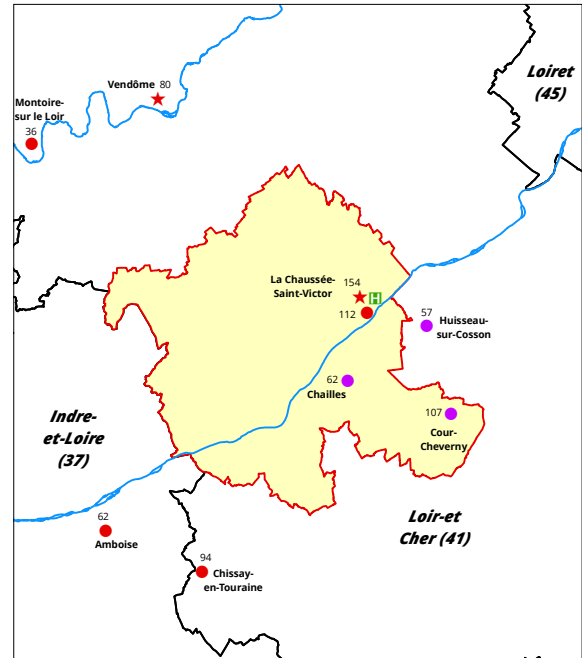 Vendôme 80
Montoire-
sur le Loir
36
Loiret
(45)
La Chaussée-
Saint-Victor
154
H
112
57
Huisseau-
sur-Cosson
62
Chailles
107
Cour-
Cheverny
Indre-
et-Loire
(37)
Loir-et
Cher (41)
62
Amboise
94
Chissay-
en-Touraine